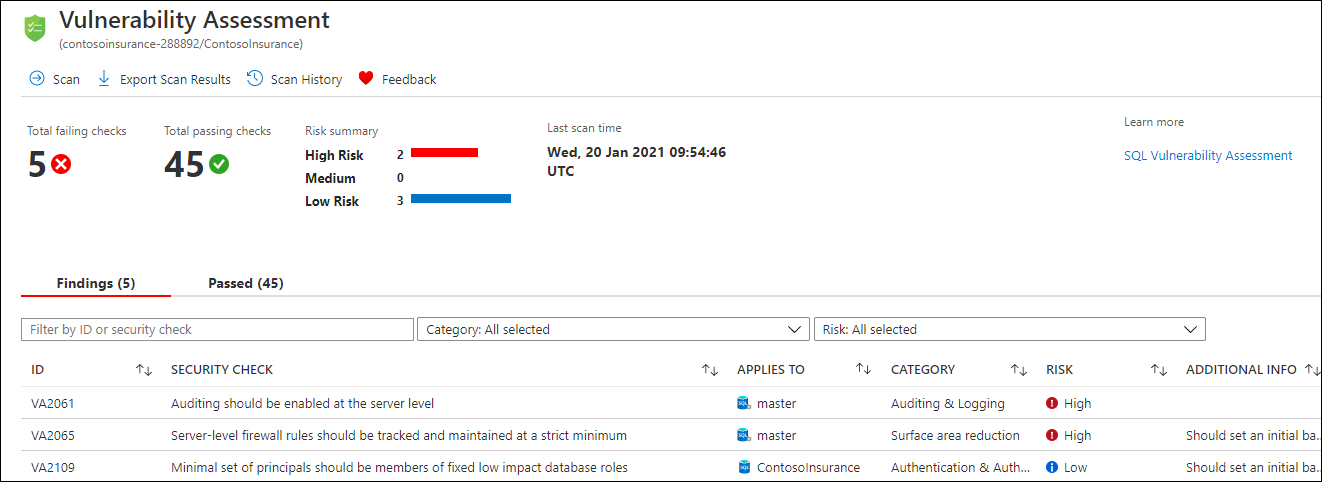 Vulnerability Assessment
(contosoinsurance-288892/ContosoInsurance)
Scan Export Scan Results Scan History Feedback
Total failing checks Total passing checks Risk summary Last scan time Learn more
5 45 High Risk 2 Wed, 20 Jan 2021 09:54:46 SQL Vulnerability Assessment
Medium 0 UTC
Low Risk 3
Findings (5) Passed (45)
Filter by ID or security check Category: All selected Risk: All selected
ID SECURITY CHECK APPLIES TO CATEGORY RISK ADDITIONAL INFO
VA2061 Auditing should be enabled at the server level SQL master Auditing & Logging High
VA2065 Server-level firewall rules should be tracked and maintained at a strict minimum SQL master Surface area reduction High Should set an initial ba...
VA2109 Minimal set of principals should be members of fixed low impact database roles SQL ContosoInsurance Authentication & Auth... Low Should set an initial ba...